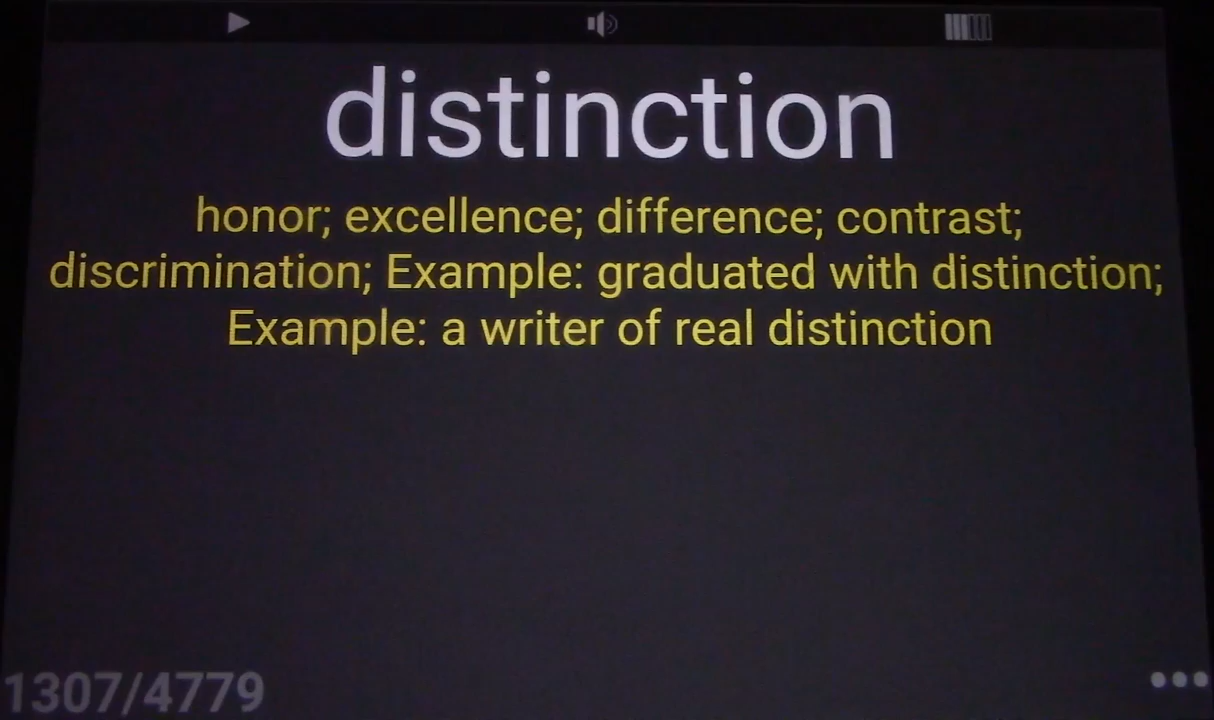 distinction
honor; excellence; difference; contrast;
discrimination; Example: graduated with distinction;
Example: a writer of real distinction
1307/4779